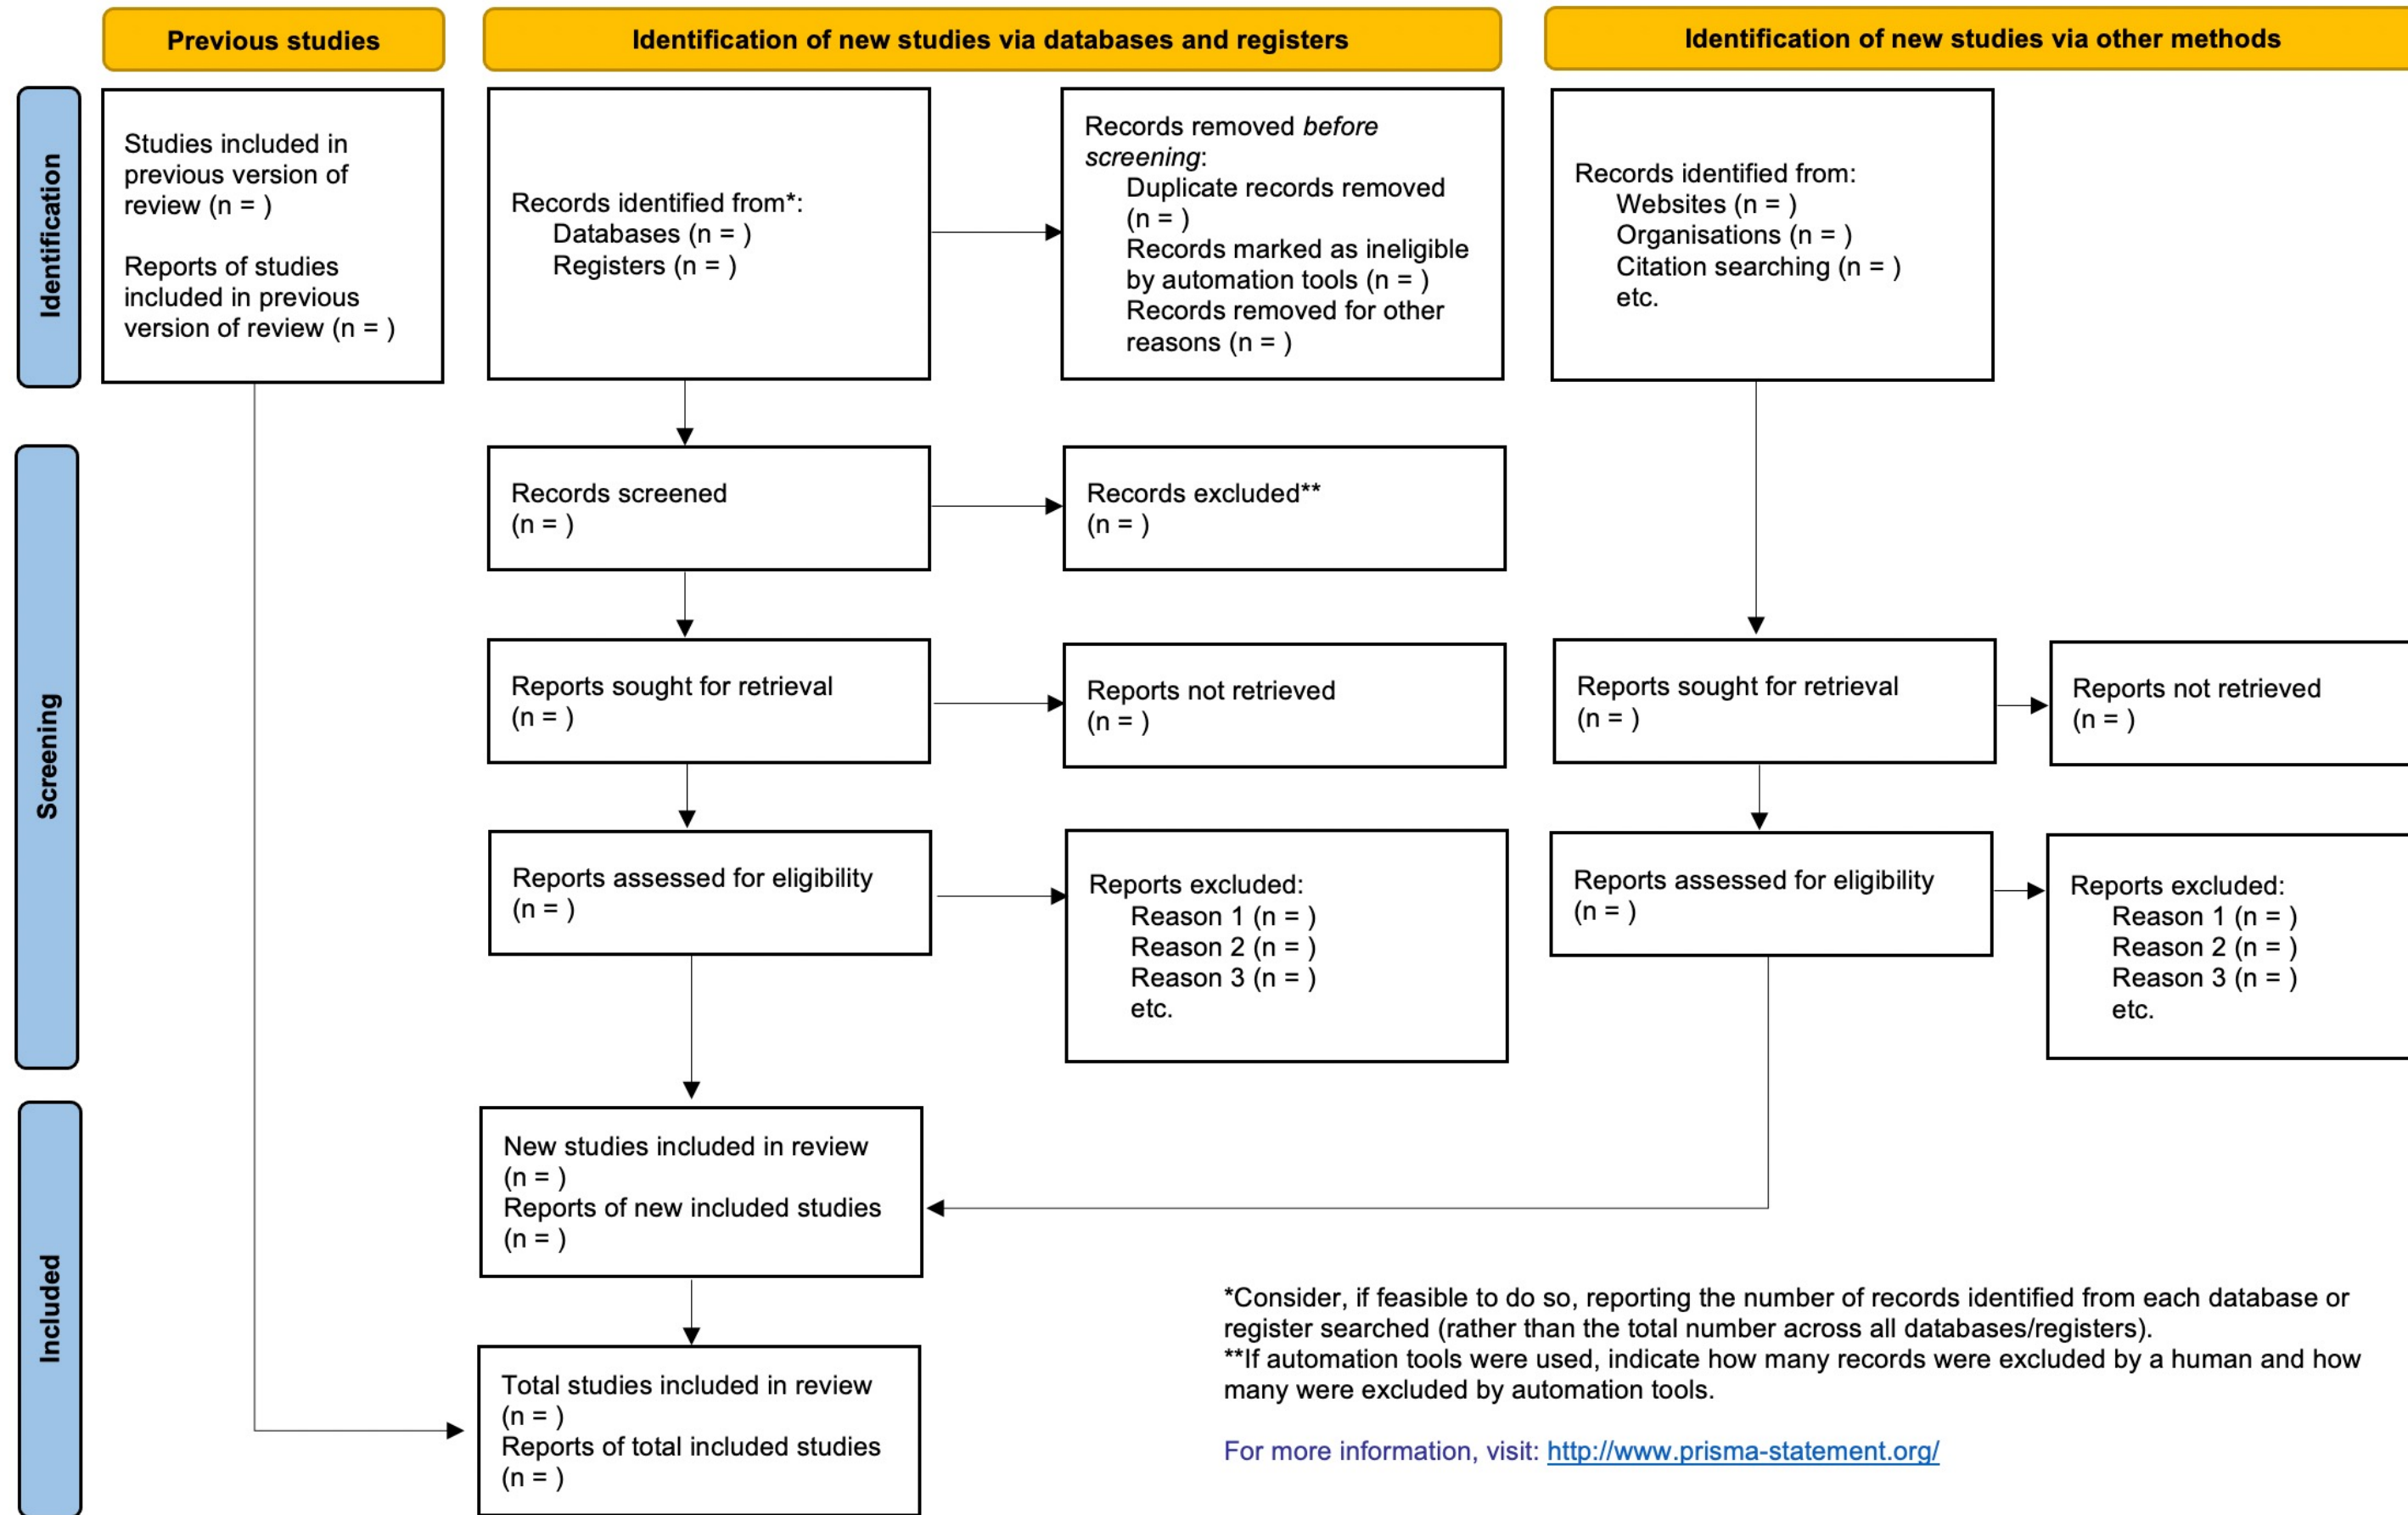 Previous studies
Identification of new studies via databases and registers
Identification of new studies via other methods
Identification
Studies included in
previous version of
review (n = )
Reports of studies
included in previous
version of review (n = )
Records identified from*:
Databases (n = )
Registers (n = )
Records removed before
screening:
Duplicate records removed
(n = )
Records marked as ineligible
by automation tools (n = )
Records removed for other
reasons (n = )
Records identified from:
Websites (n = )
Organisations (n = )
Citation searching (n = )
etc.
Screening
Records screened
(n = )
Records excluded**
(n = )
Reports sought for retrieval
(n = )
Reports not retrieved
(n = )
Reports sought for retrieval
(n = )
Reports not retrieved
(n = )
Reports assessed for eligibility
(n = )
Reports excluded:
Reason 1 (n = )
Reason 2 (n = )
Reason 3 (n = )
etc.
Reports assessed for eligibility
(n = )
Reports excluded:
Reason 1 (n = )
Reason 2 (n = )
Reason 3 (n = )
etc.
Included
New studies included in review
(n = )
Reports of new included studies
(n = )
Total studies included in review
(n = )
Reports of total included studies
(n = )
*Consider, if feasible to do so, reporting the number of records identified from each database or
register searched (rather than the total number across all databases/registers).
**If automation tools were used, indicate how many records were excluded by a human and how
many were excluded by automation tools.
For more information, visit: http://www.prisma-statement.org/